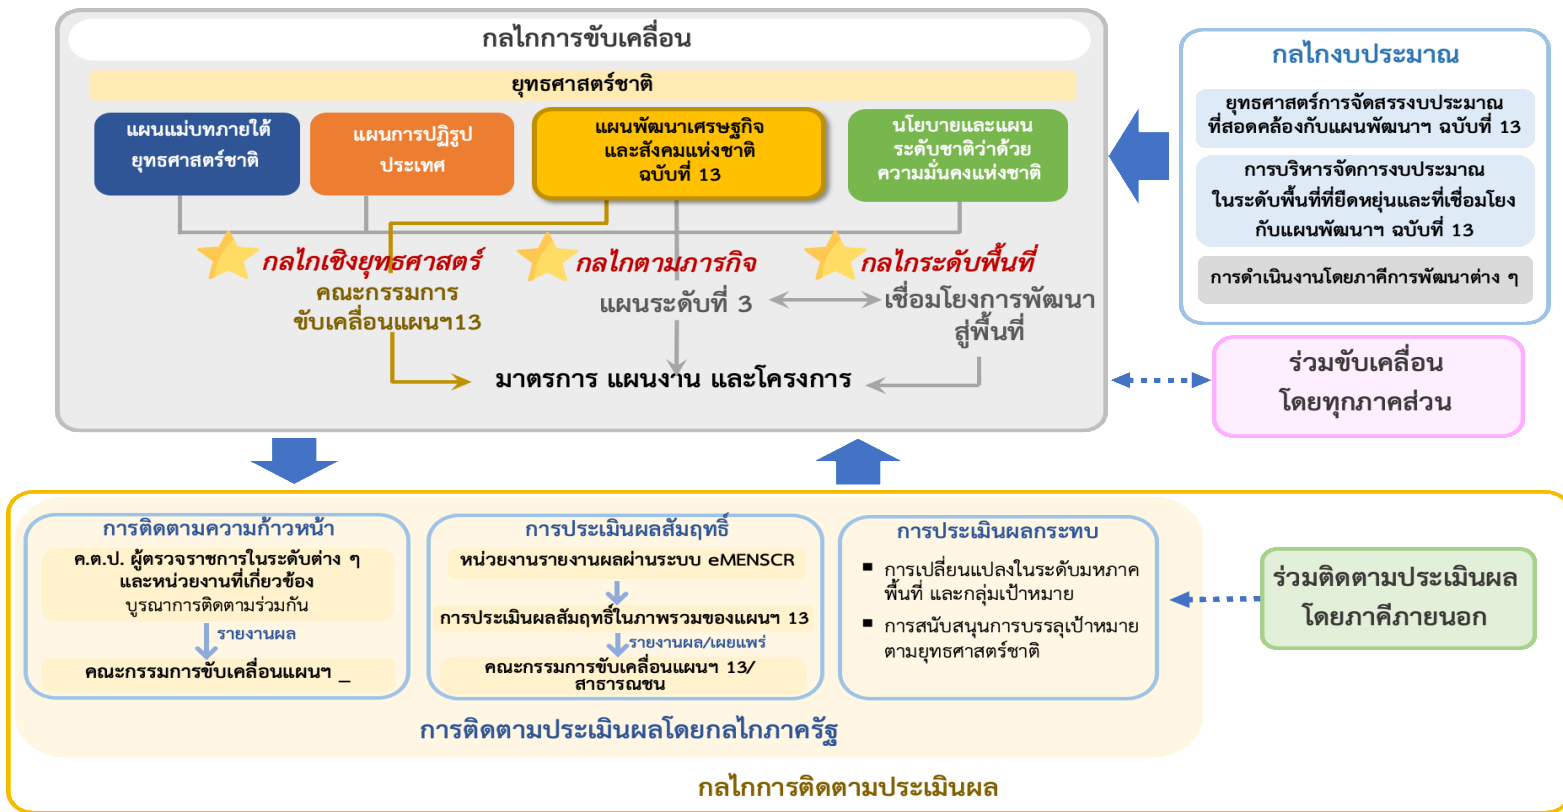 กลไกการขับเคลื่อน
ยุทธศาสตร์ชาติ
แผนแม่บทภายใต้
ยุทธศาสตร์ชาติ
แผนการปฏิรูป
ประเทศ
แผนพัฒนาเศรษฐกิจ
และสังคมแห่งชาติ
ฉบับที่ 13
นโยบายและแผน
ระดับชาติว่าด้วย
ความมั่นคงแห่งชาติ
กลไกเชิงยุทธศาสตร์
คณะกรรมการ
ขับเคลื่อนแผนฯ13
กลไกตามภารกิจ
แผนระดับที่ 3
กลไกระดับพื้นที่
เชื่อมโยงการพัฒนา
สู่พื้นที่
มาตรการ แผนงาน และโครงการ
กลไกงบประมาณ
ยุทธศาสตร์การจัดสรรงบประมาณ
ที่สอดคล้องกับแผนพัฒนาฯ ฉบับที่ 13
การบริหารจัดการงบประมาณ
ในระดับพื้นที่ที่ยืดหยุ่นและที่เชื่อมโยง
กับแผนพัฒนาฯ ฉบับที่ 13
การดำเนินงานโดยภาคีการพัฒนาต่าง ๆ
ร่วมขับเคลื่อน
โดยทุกภาคส่วน
การติดตามความก้าวหน้า
ค.ต.ป. ผู้ตรวจราชการในระดับต่าง ๆ
และหน่วยงานที่เกี่ยวข้อง
บูรณาการติดตามร่วมกัน
รายงานผล
คณะกรรมการขับเคลื่อนแผนฯ _
การประเมินผลสัมฤทธิ์
หน่วยงานรายงานผลผ่านระบบ eMENSCR
การประเมินผลสัมฤทธิ์ในภาพรวมของแผนฯ 13
รายงานผล/เผยแพร่
คณะกรรมการขับเคลื่อนแผนฯ 13/
สาธารณชน
การประเมินผลกระทบ
▪ การเปลี่ยนแปลงในระดับมหภาค
พื้นที่ และกลุ่มเป้าหมาย
▪ การสนับสนุนการบรรลุเป้าหมาย
ตามยุทธศาสตร์ชาติ
ร่วมติดตามประเมินผล
โดยภาคีภายนอก
การติดตามประเมินผลโดยกลไกภาครัฐ
กลไกการติดตามประเมินผล